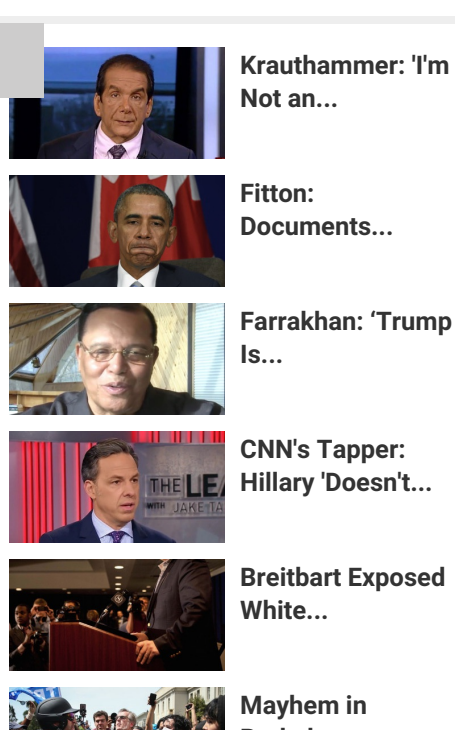 Krauthammer: 'I'm
Not an...
Fitton:
Documents...
Farrakhan: ‘Trump
Is...
CNN's Tapper:
Hillary 'Doesn't...
THE LEA
WITH JAKE TA
Breitbart Exposed
White...
Mayhem in